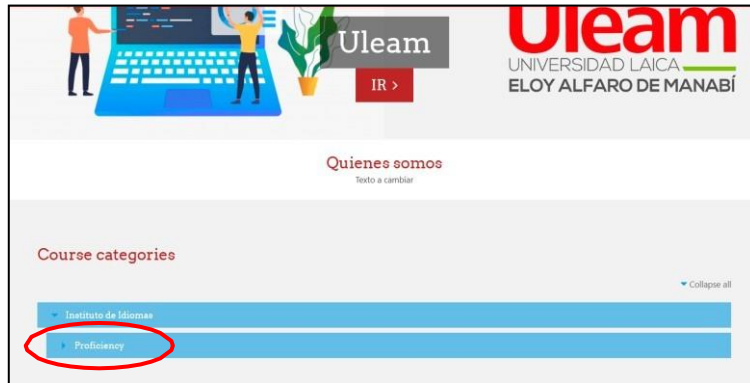 Uleam
IR >
Uleam
UNIVERSIDAD LAICA
ELOY ALFARO DE MANABÍ
Quienes somos
Texto a cambiar
Course categories
Collapse all
Instituto de Idiomas
Proficiency